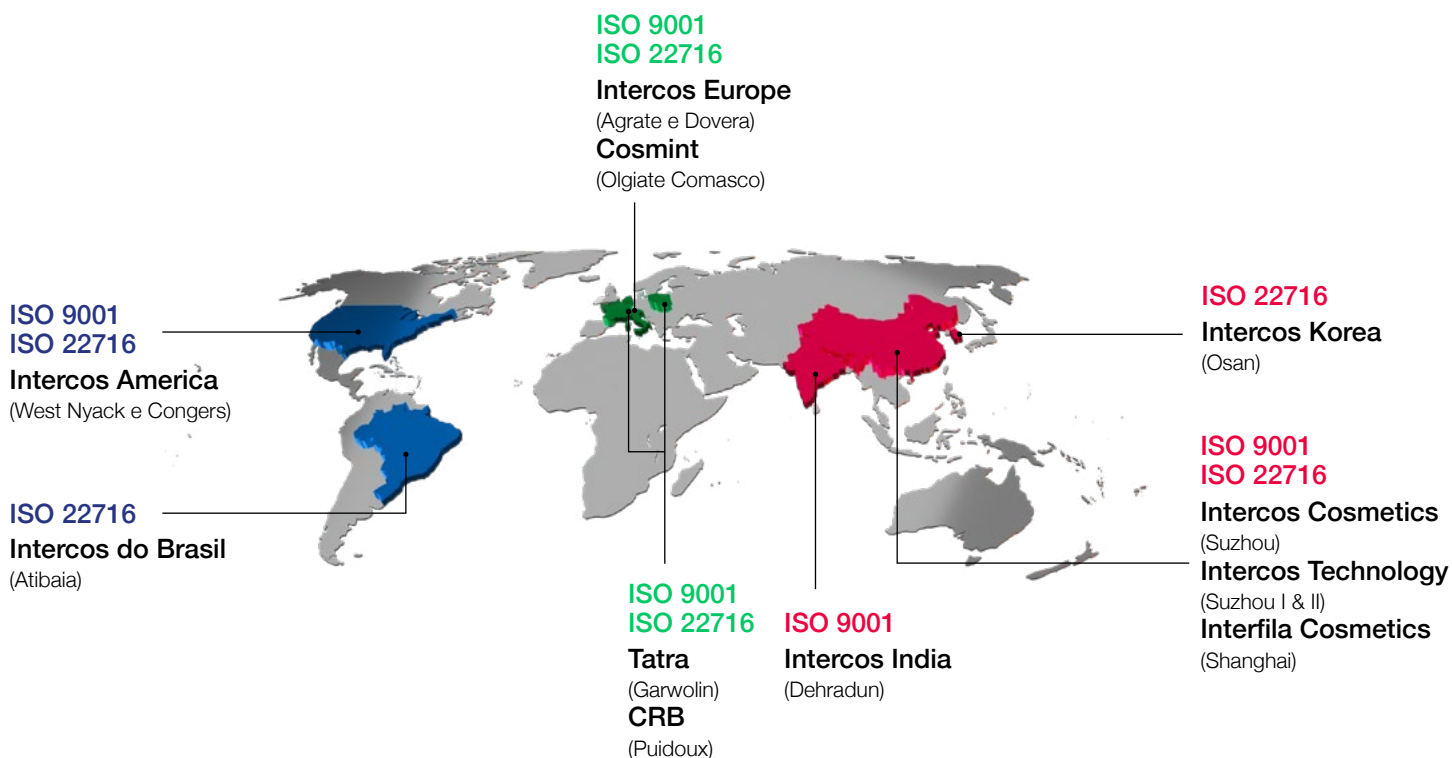 ISO 9001
ISO 22716
Intercos Europe
(Agrate e Dovera)
Cosmint
(Olgiate Comasco)
ISO 9001
ISO 22716
Intercos America
(West Nyack e Congers)
ISO 22716
Intercos do Brasil
(Atibaia)
ISO 9001
ISO 22716
Tatra
(Garwolin)
CRB
(Puidoux)
ISO 9001
Intercos India
(Dehradun)
ISO 22716
Intercos Korea
(Osan)
ISO 9001
ISO 22716
Intercos Cosmetics
(Suzhou)
Intercos Technology
(Suzhou I & II)
Interfila Cosmetics
(Shanghai)